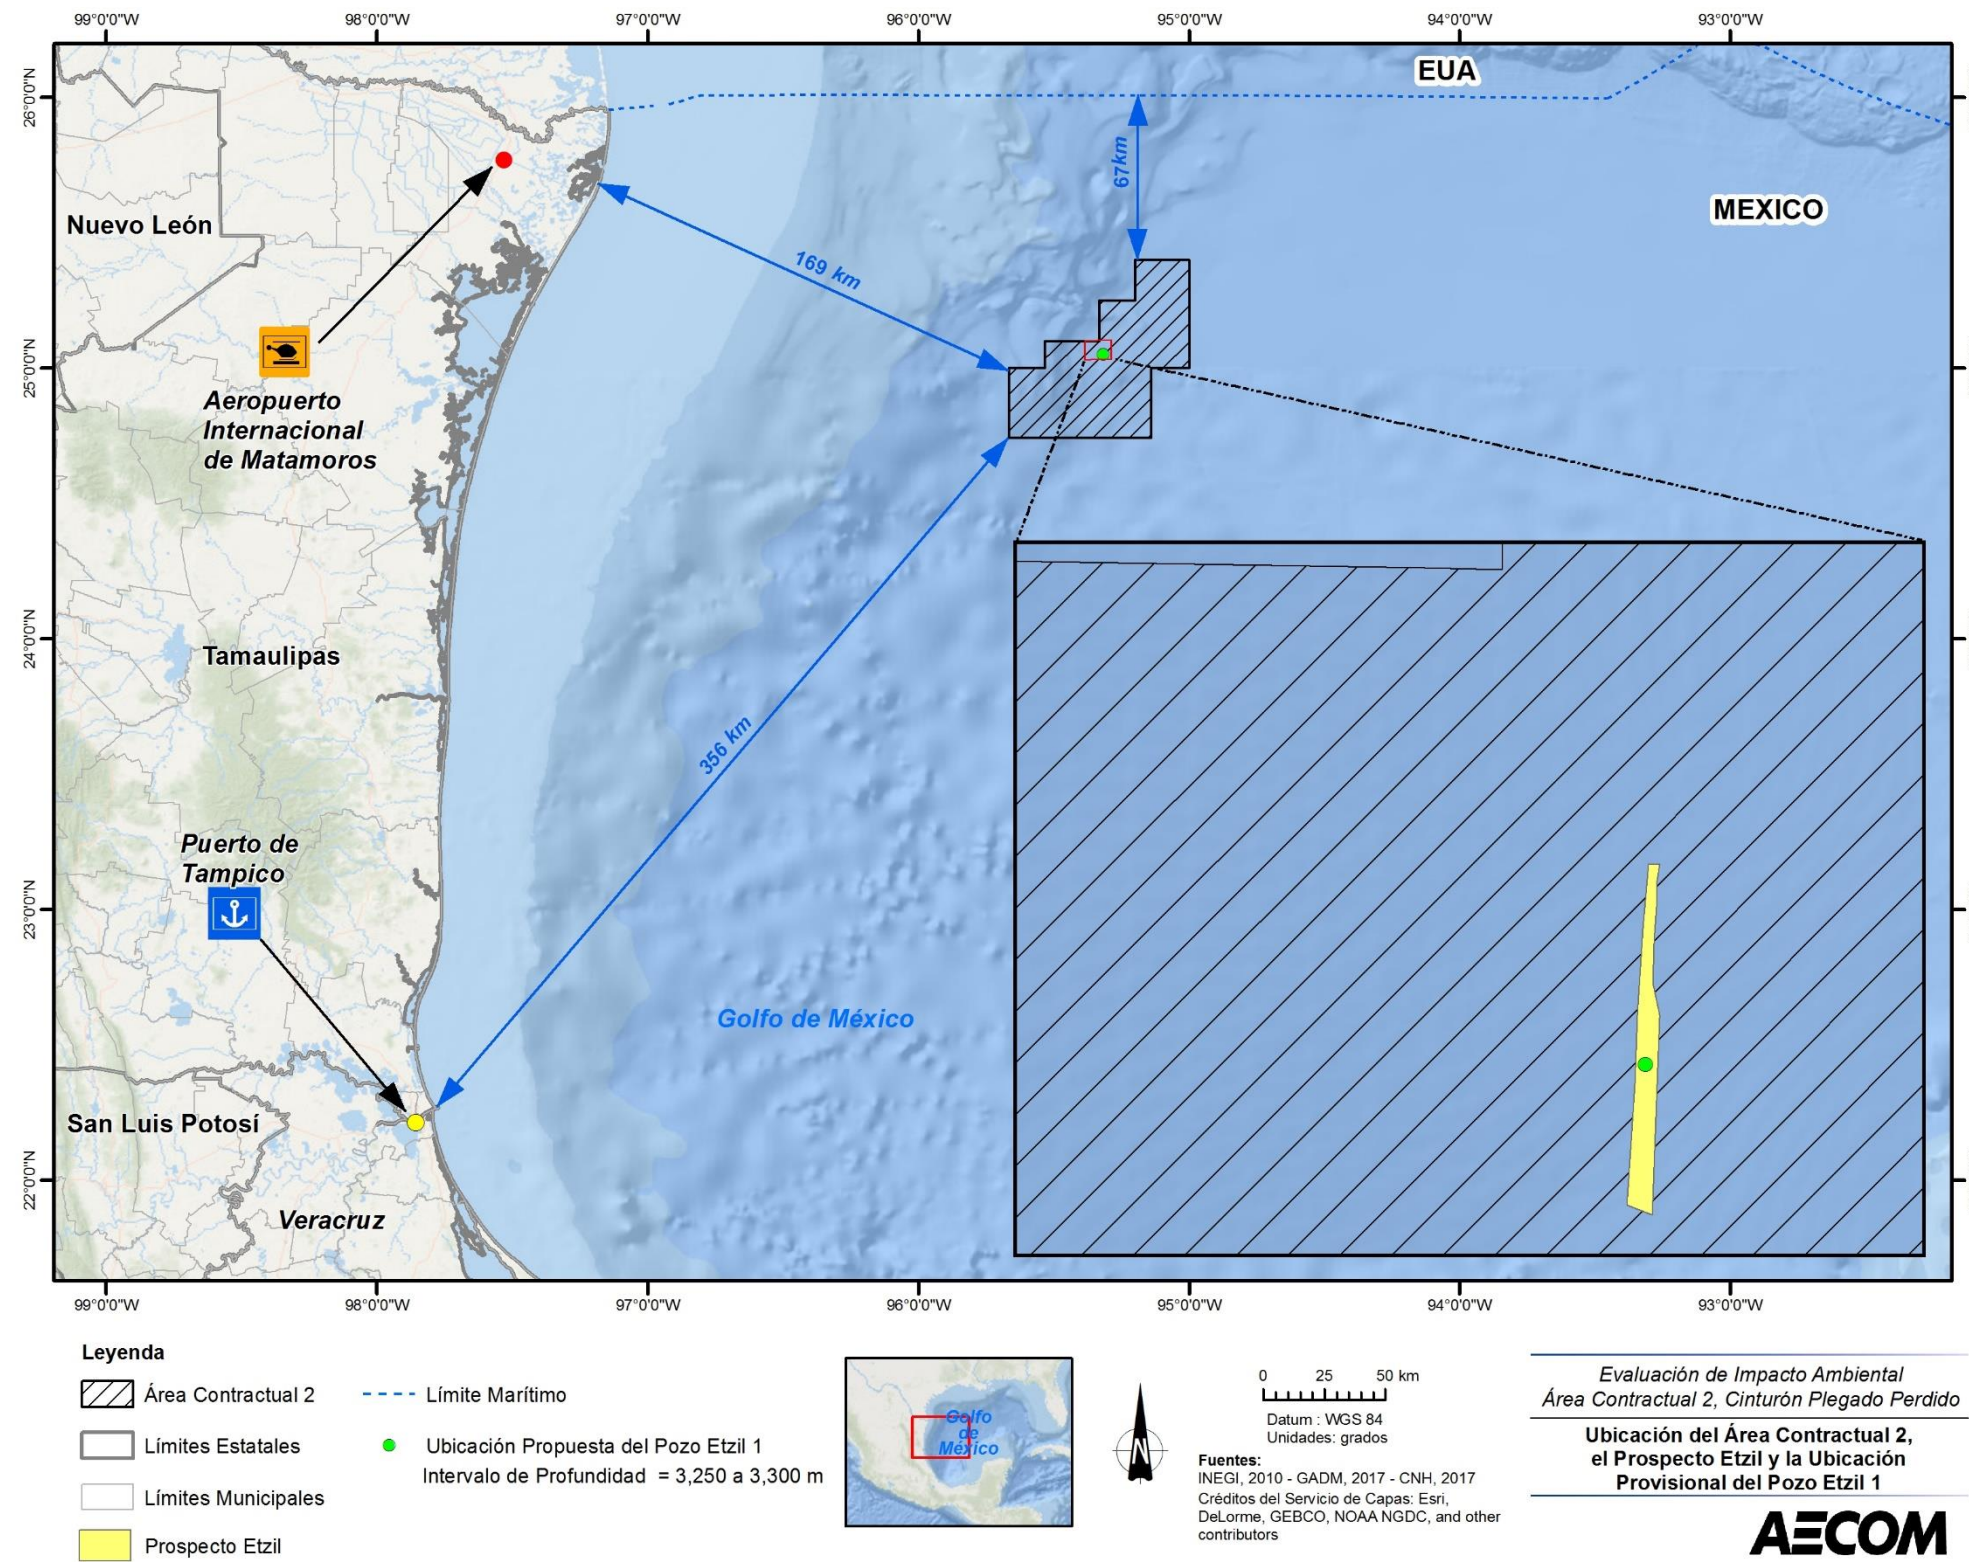 99°0'0"W
98°0'0"W
97°0'0"W
96°0'0"W
95°0'0"W
94°0'0"W
93°0'0"W
26°0'0"N
25°0'0"N
24°0'0"N
23°0'0"N
22°0'0"N
EUA
MEXICO
67km
169 km
356 km
Nuevo León
Aeropuerto
Internacional
de Matamoros
Tamaulipas
Puerto de
Tampico
Golfo de México
San Luis Potosí
Veracruz
99°0'0"W
98°0'0"W
97°0'0"W
96°0'0"W
95°0'0"W
94°0'0"W
93°0'0"W
Leyenda
Área Contractual 2
Límites Estatales
Límites Municipales
Prospecto Etzil
Límite Marítimo
Ubicación Propuesta del Pozo Etzil 1
Intervalo de Profundidad = 3,250 a 3,300 m
Golfo
de
México
N
0 25 50 km
Datum : WGS 84
Unidades: grados
Fuentes:
INEGI, 2010 - GADM, 2017 - CNH, 2017
Créditos del Servicio de Capas: Esri,
DeLorme, GEBCO, NOAA NGDC, and other
contributors
Evaluación de Impacto Ambiental
Área Contractual 2, Cinturón Plegado Perdido
Ubicación del Área Contractual 2,
el Prospecto Etzil y la Ubicación
Provisional del Pozo Etzil 1
AECOM